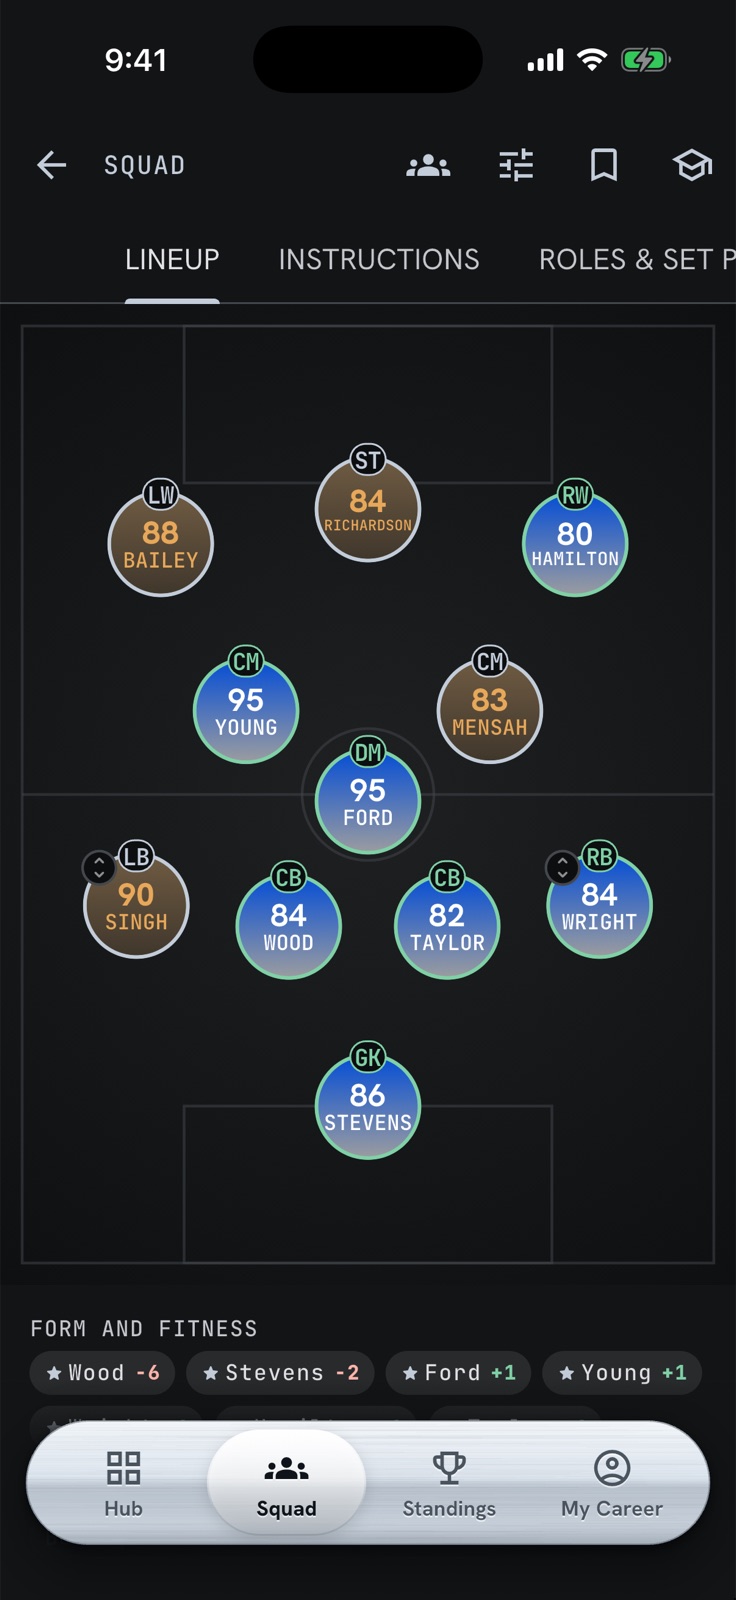 9:41
SQUAD
LINEUP INSTRUCTIONS ROLES & SET P
ST
84
RICHARDSON
LW
88
BAILEY
RW
80
HAMILTON
CM
95
YOUNG
CM
83
MENSAH
DM
95
FORD
LB
90
SINGH
CB
84
WOOD
CB
82
TAYLOR
RB
84
WRIGHT
GK
86
STEVENS
FORM AND FITNESS
Wood -6 Stevens -2 Ford +1 Young +1
Hub Squad Standings My Career